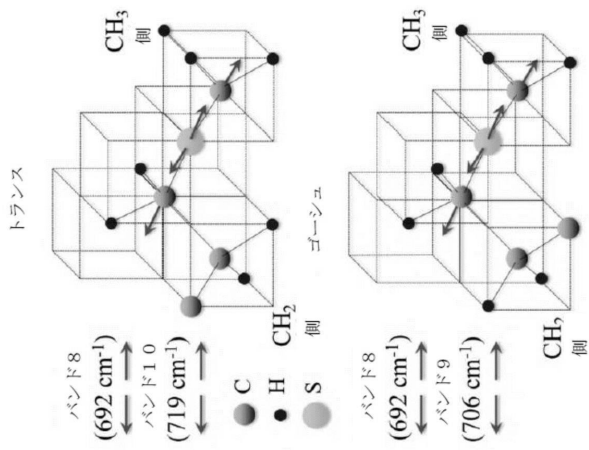 トランス
バンド8
(692 cm⁻¹)
バンド10
(719 cm⁻¹)
CH₂
側
CH₃
側
C
H
S
ゴーシュ
バンド8
(692 cm⁻¹)
バンド9
(706 cm⁻¹)
CH₂
側
CH₃
側